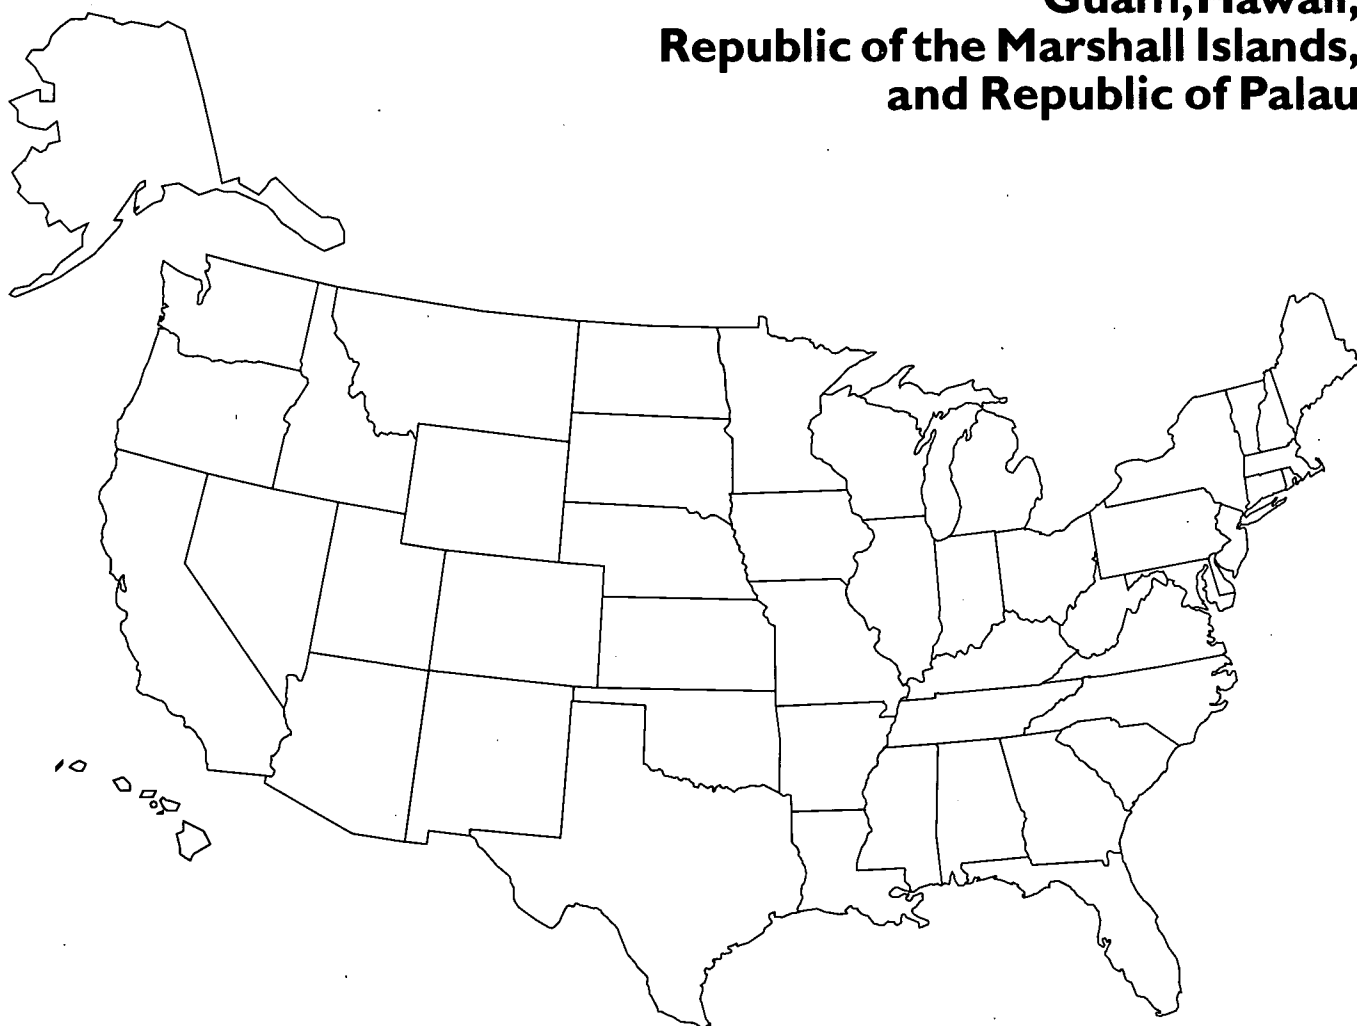 Guam, Hawaii,
Republic of the Marshall Islands,
and Republic of Palau